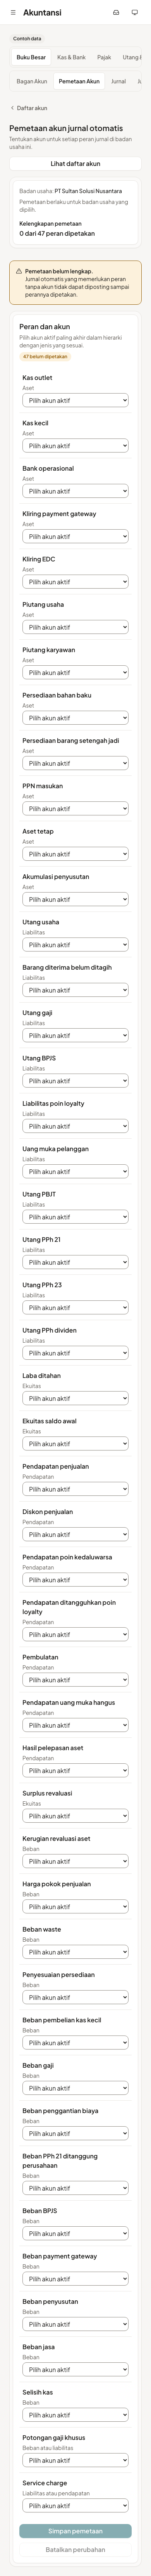 Akuntansi
Contoh data
Buku Besar Kas & Bank Pajak Utang &
Bagan Akun Pemetaan Akun Jurnal
Daftar akun
Pemetaan akun jurnal otomatis
Tentukan akun untuk setiap peran jurnal di badan
usaha ini.
Lihat daftar akun
Badan usaha: PT Sultan Solusi Nusantara
Pemetaan berlaku untuk badan usaha yang
dipilih.
Kelengkapan pemetaan
0 dari 47 peran dipetakan
Pemetaan belum lengkap.
Jurnal otomatis yang memerlukan peran
tanpa akun tidak dapat diposting sampai
perannya dipetakan.
Peran dan akun
Pilih akun aktif paling akhir dalam hierarki
dengan jenis yang sesuai.
47 belum dipetakan
Kas outlet
Aset
Pilih akun aktif
Kas kecil
Aset
Pilih akun aktif
Bank operasional
Aset
Pilih akun aktif
Kliring payment gateway
Aset
Pilih akun aktif
Kliring EDC
Aset
Pilih akun aktif
Piutang usaha
Aset
Pilih akun aktif
Piutang karyawan
Aset
Pilih akun aktif
Persediaan bahan baku
Aset
Pilih akun aktif
Persediaan barang setengah jadi
Aset
Pilih akun aktif
PPN masukan
Aset
Pilih akun aktif
Aset tetap
Aset
Pilih akun aktif
Akumulasi penyusutan
Aset
Pilih akun aktif
Utang usaha
Liabilitas
Pilih akun aktif
Barang diterima belum ditagih
Liabilitas
Pilih akun aktif
Utang gaji
Liabilitas
Pilih akun aktif
Utang BPJS
Liabilitas
Pilih akun aktif
Liabilitas poin loyalty
Liabilitas
Pilih akun aktif
Uang muka pelanggan
Liabilitas
Pilih akun aktif
Utang PBJT
Liabilitas
Pilih akun aktif
Utang PPh 21
Liabilitas
Pilih akun aktif
Utang PPh 23
Liabilitas
Pilih akun aktif
Utang PPh dividen
Liabilitas
Pilih akun aktif
Laba ditahan
Ekuitas
Pilih akun aktif
Ekuitas saldo awal
Ekuitas
Pilih akun aktif
Pendapatan penjualan
Pendapatan
Pilih akun aktif
Diskon penjualan
Pendapatan
Pilih akun aktif
Pendapatan poin kedaluwarsa
Pendapatan
Pilih akun aktif
Pendapatan ditangguhkan poin
loyalty
Pendapatan
Pilih akun aktif
Pembulatan
Pendapatan
Pilih akun aktif
Pendapatan uang muka hangus
Pendapatan
Pilih akun aktif
Hasil pelepasan aset
Pendapatan
Pilih akun aktif
Surplus revaluasi
Ekuitas
Pilih akun aktif
Kerugian revaluasi aset
Beban
Pilih akun aktif
Harga pokok penjualan
Beban
Pilih akun aktif
Beban waste
Beban
Pilih akun aktif
Penyesuaian persediaan
Beban
Pilih akun aktif
Beban pembelian kas kecil
Beban
Pilih akun aktif
Beban gaji
Beban
Pilih akun aktif
Beban penggantian biaya
Beban
Pilih akun aktif
Beban PPh 21 ditanggung
perusahaan
Beban
Pilih akun aktif
Beban BPJS
Beban
Pilih akun aktif
Beban payment gateway
Beban
Pilih akun aktif
Beban penyusutan
Beban
Pilih akun aktif
Beban jasa
Beban
Pilih akun aktif
Selisih kas
Beban
Pilih akun aktif
Potongan gaji khusus
Beban atau liabilitas
Pilih akun aktif
Service charge
Liabilitas atau pendapatan
Pilih akun aktif
Simpan pemetaan
Batalkan perubahan